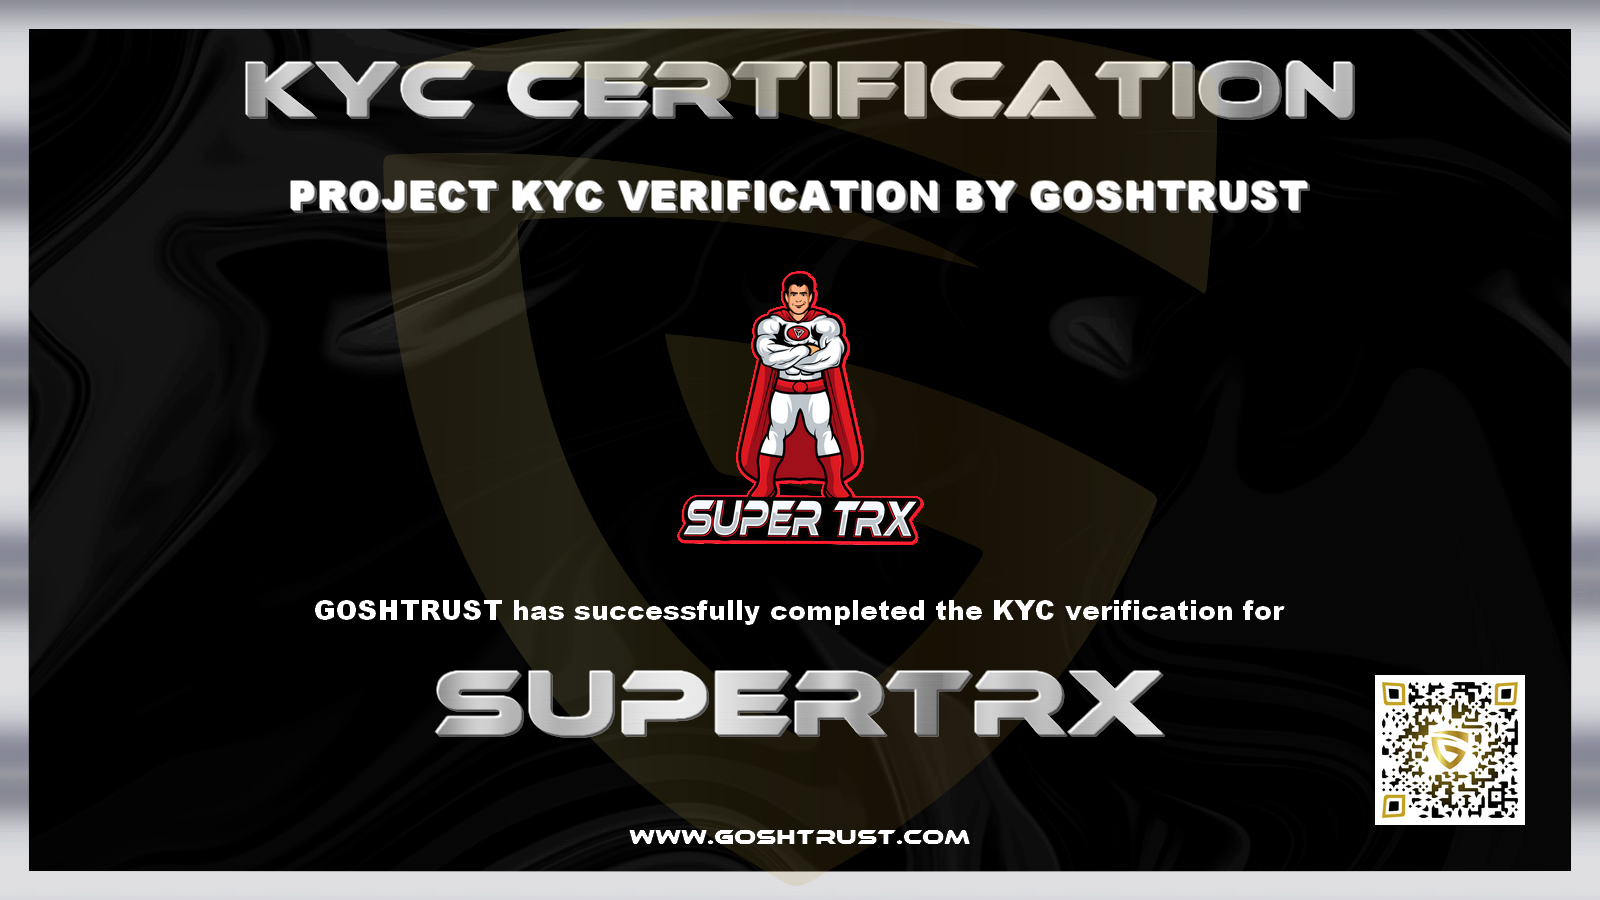 KYC CERTIFICATION
PROJECT KYC VERIFICATION BY GOSHTRUST
SUPER TRX
GOSHTRUST has successfully completed the KYC verification for
SUPERTRX
WWW.GOSHTRUST.COM